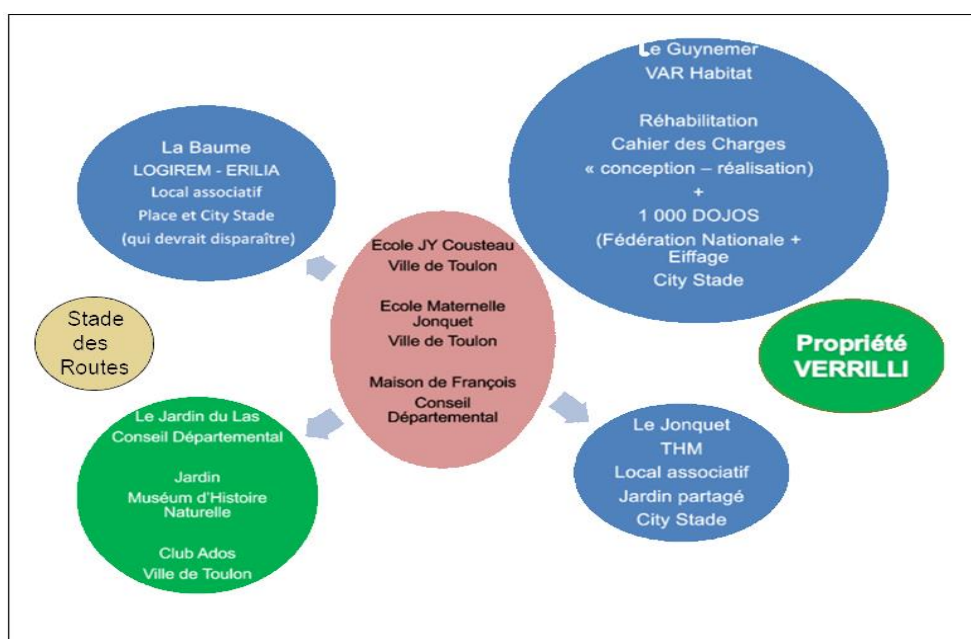 Le Guynemer
VAR Habitat
Réhabilitation
Cahier des Charges
« conception – réalisation)
+
1 000 DOJOS
(Fédération Nationale +
Eiffage
City Stade
La Baume
LOGIREM - ERILIA
Local associatif
Place et City Stade
(qui devrait disparaître)
Ecole JY Cousteau
Ville de Toulon
Ecole Maternelle
Jonquet
Ville de Toulon
Maison de François
Conseil
Départemental
Stade
des
Routes
Propriété
VERRILLI
Le Jardin du Las
Conseil Départemental
Jardin
Muséum d'Histoire
Naturelle
Club Ados
Ville de Toulon
Le Jonquet
THM
Local associatif
Jardin partagé
City Stade